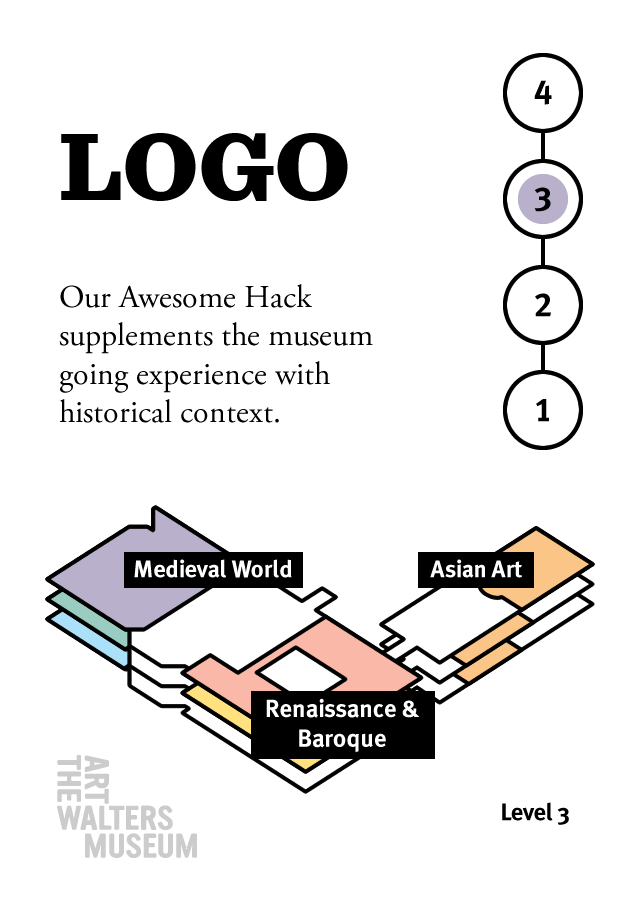 LOGO
Our Awesome Hack
supplements the museum
going experience with
historical context.
4
3
2
1
Medieval World
Asian Art
Renaissance &
Baroque
Level 3
THE
ART
WALTERS
MUSEUM